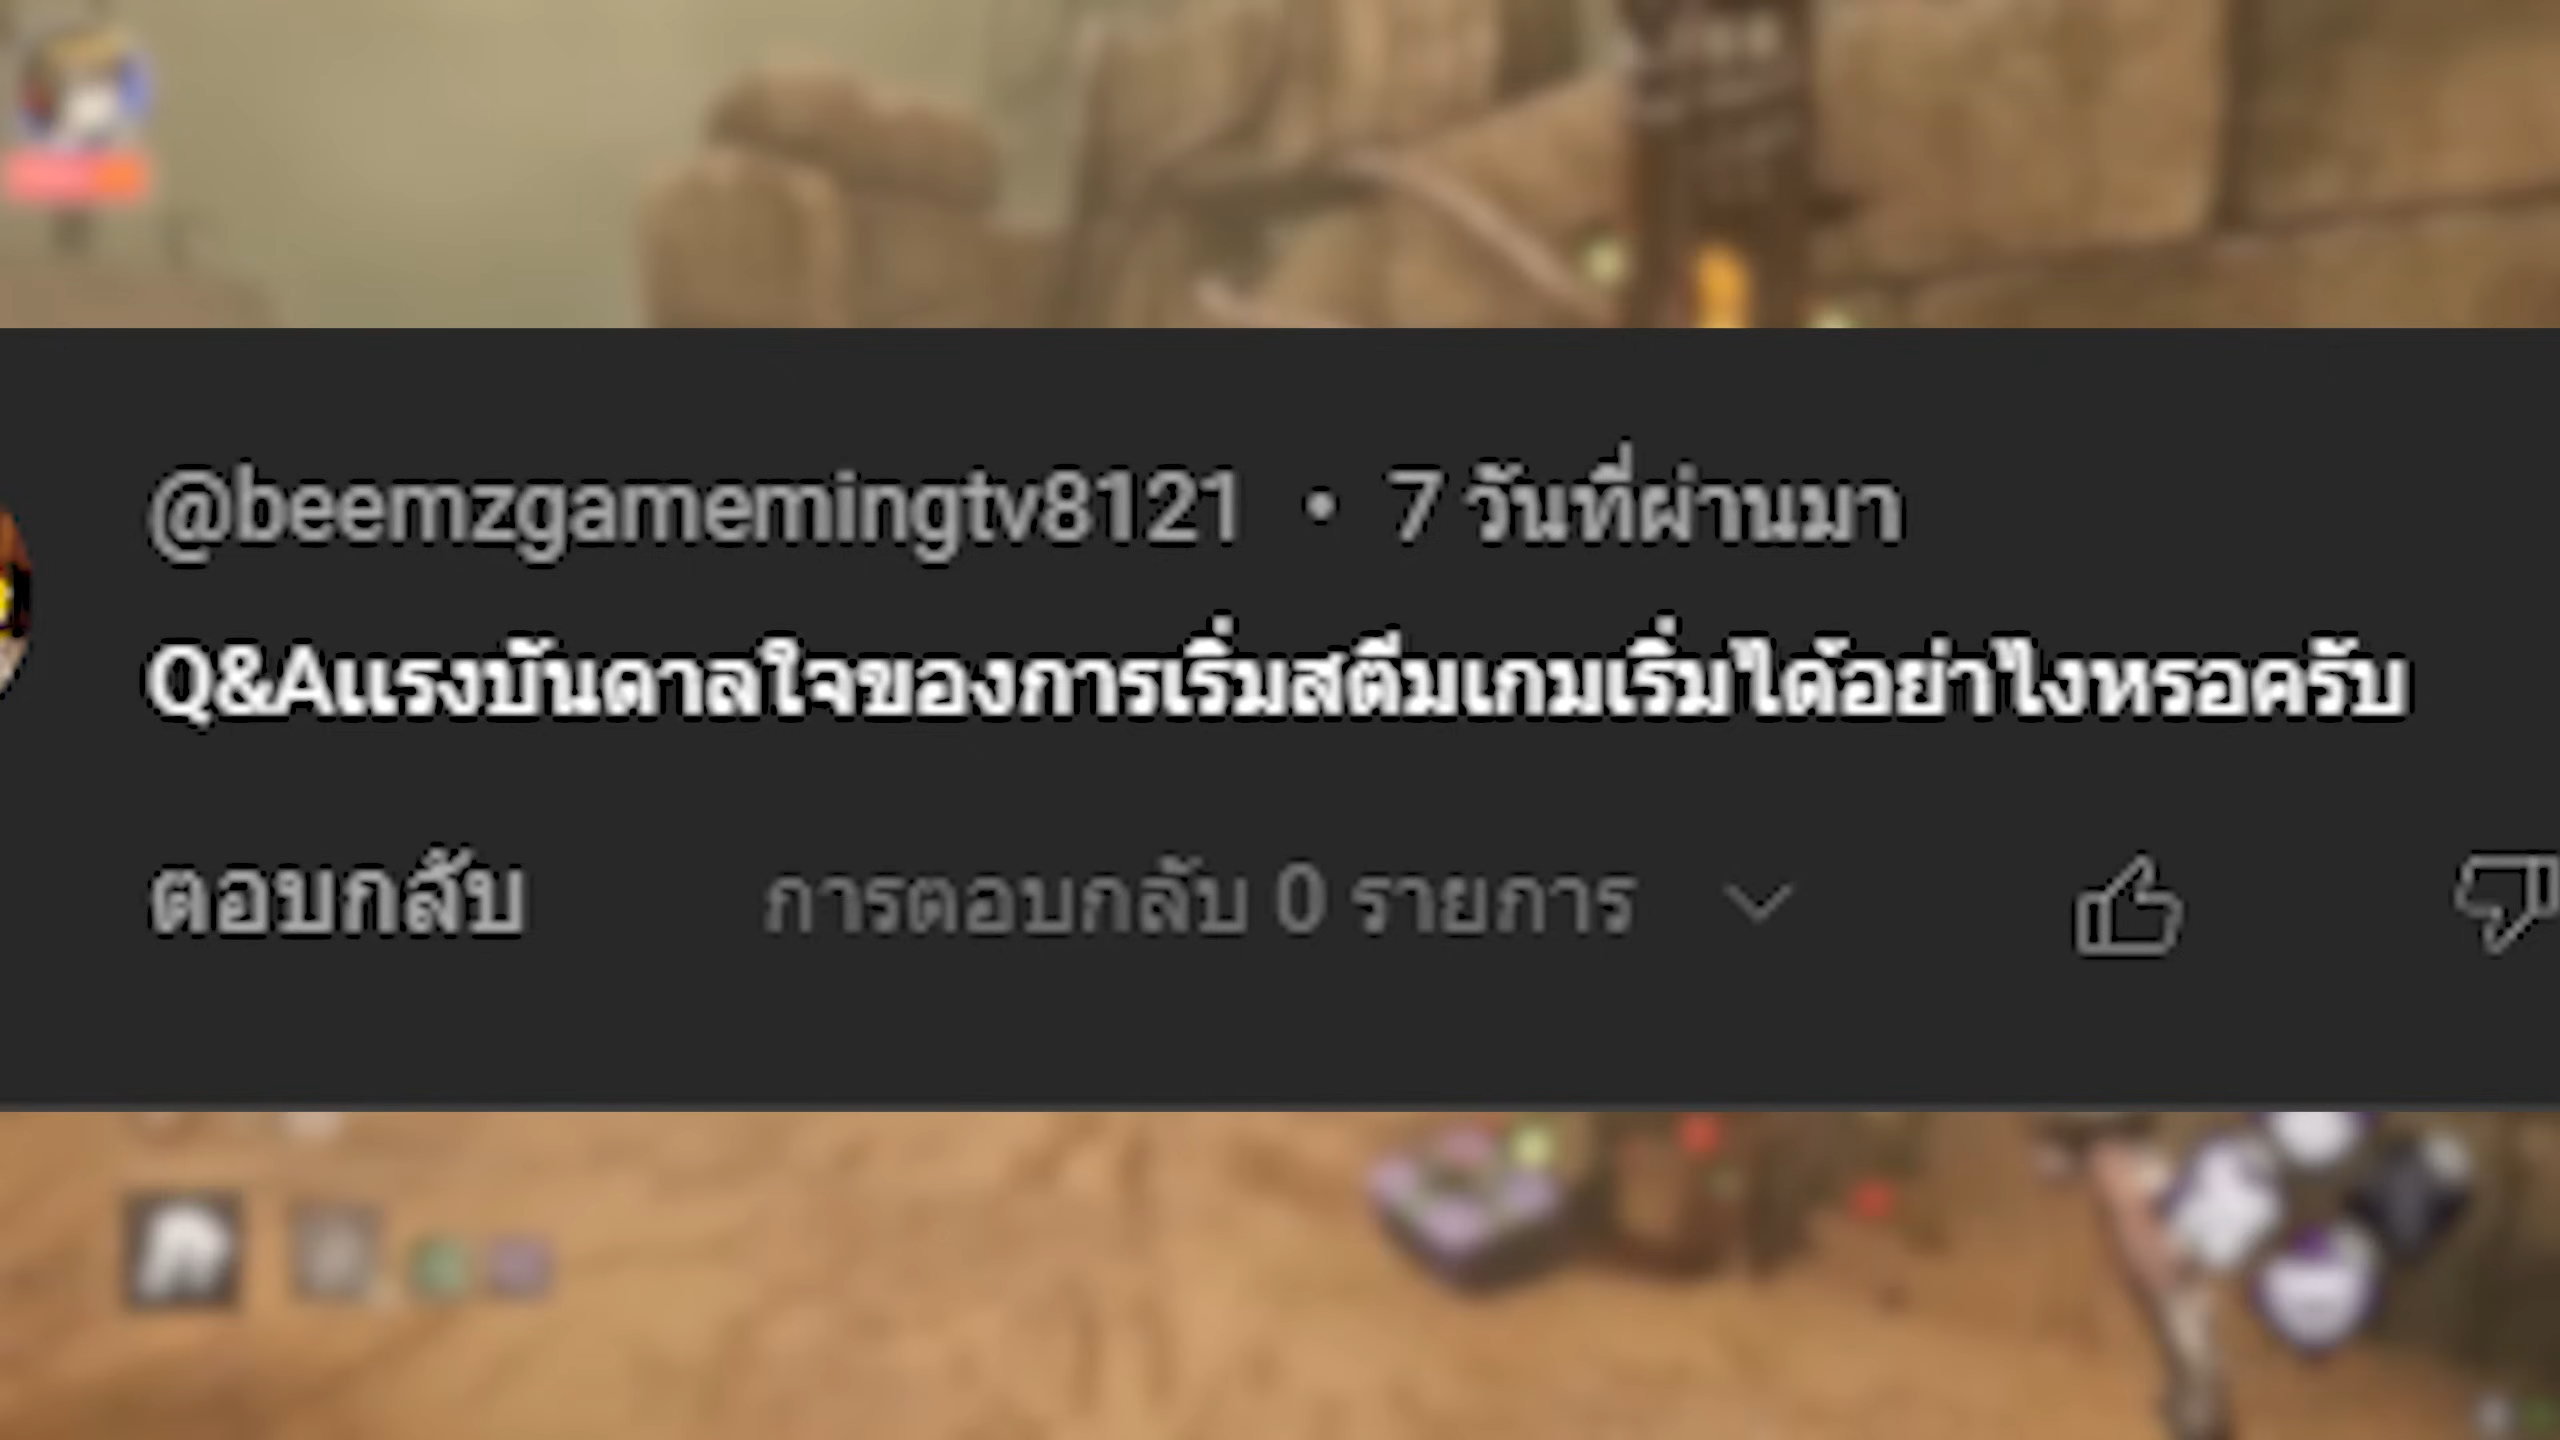 @beemzgamemingtv8121 • 7 วันที่ผ่านมา
Q&Aแรงบันดาลใจของการเริ่มสตีมเกมเริ่มได้อย่าไงหรอครับ
ตอบกลับ การตอบกลับ 0 รายการ